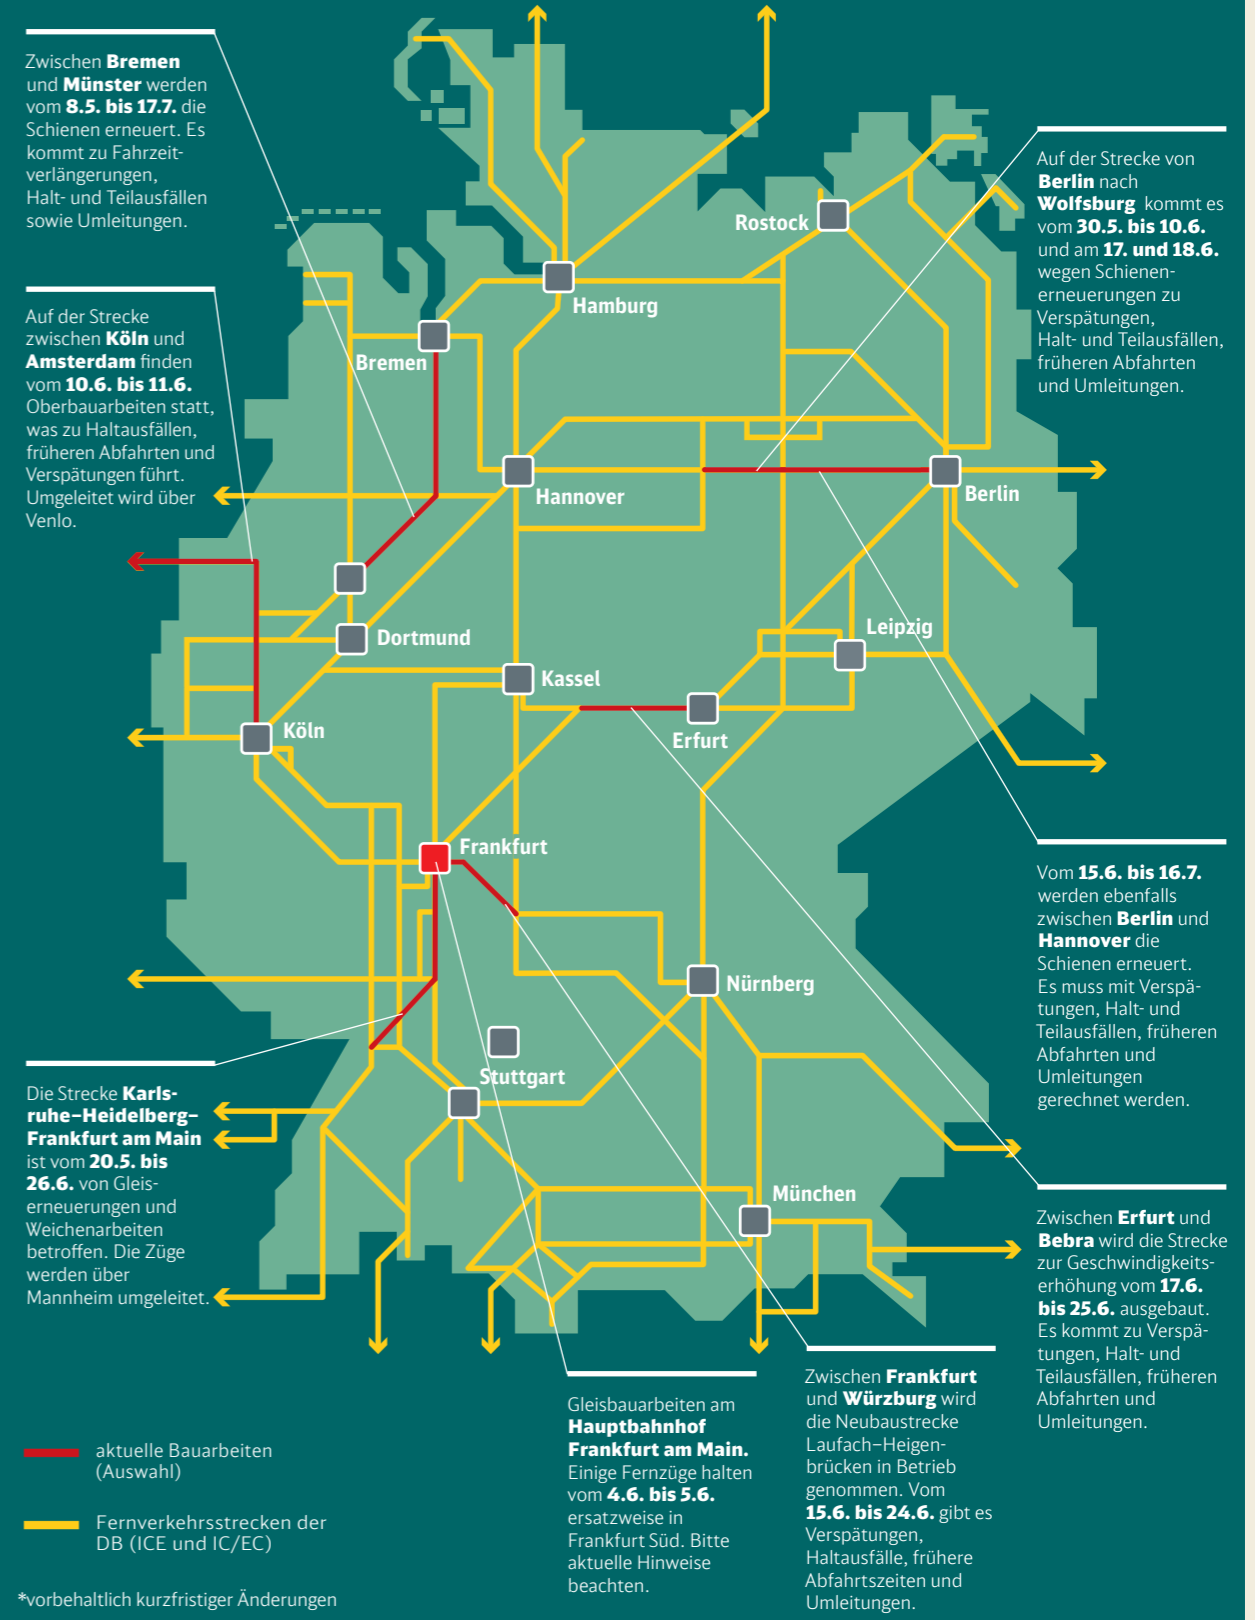 Zwischen Bremen
und Münster werden
vom 8.5. bis 17.7. die
Schienen erneuert. Es
kommt zu Fahrzeit-
verlängerungen,
Halt- und Teilausfällen
sowie Umleitungen.
Auf der Strecke
zwischen Köln und
Amsterdam finden
vom 10.6. bis 11.6.
Oberbauarbeiten statt,
was zu Haltausfällen,
früheren Abfahrten und
Verspätungen führt.
Umgeleitet wird über
Venlo.
Die Strecke Karls-
ruhe–Heidelberg–
Frankfurt am Main
ist vom 20.5. bis
26.6. von Gleis-
erneuerungen und
Weichenarbeiten
betroffen. Die Züge
werden über
Mannheim umgeleitet.
Rostock
Hamburg
Bremen
Hannover
Berlin
Dortmund
Leipzig
Kassel
Köln
Erfurt
Frankfurt
Nürnberg
Stuttgart
München
Auf der Strecke von
Berlin nach
Wolfsburg kommt es
vom 30.5. bis 10.6.
und am 17. und 18.6.
wegen Schienen-
erneuerungen zu
Verspätungen,
Halt- und Teilausfällen,
früheren Abfahrten
und Umleitungen.
Vom 15.6. bis 16.7.
werden ebenfalls
zwischen Berlin und
Hannover die
Schienen erneuert.
Es muss mit Verspä-
tungen, Halt- und
Teilausfällen, früheren
Abfahrten und
Umleitungen
gerechnet werden.
Zwischen Erfurt und
Bebra wird die Strecke
zur Geschwindigkeits-
erhöhung vom 17.6.
bis 25.6. ausgebaut.
Es kommt zu Verspä-
tungen, Halt- und
Teilausfällen, früheren
Abfahrten und
Umleitungen.
Gleisbauarbeiten am
Hauptbahnhof
Frankfurt am Main.
Einige Fernzüge halten
vom 4.6. bis 5.6.
ersatzweise in
Frankfurt Süd. Bitte
aktuelle Hinweise
beachten.
Zwischen Frankfurt
und Würzburg wird
die Neubaustrecke
Laufach–Heigen-
brücken in Betrieb
genommen. Vom
15.6. bis 24.6. gibt es
Verspätungen,
Haltausfälle, frühere
Abfahrtszeiten und
Umleitungen.
aktuelle Bauarbeiten
(Auswahl)
Fernverkehrsstrecken der
DB (ICE und IC/EC)
*vorbehaltlich kurzfristiger Änderungen